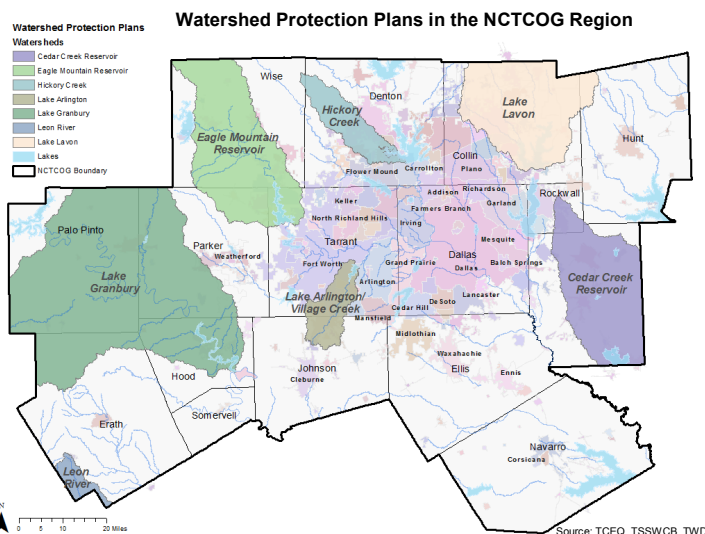 Watershed Protection Plans in the NCTCOG Region
Watershed Protection Plans
Watersheds
Cedar Creek Reservoir
Eagle Mountain Reservoir
Hickory Creek
Lake Arlington
Lake Granbury
Leon River
Lake Lavon
Lakes
NCTCOG Boundary
Wise
Denton
Hickory
Creek
Lake
Lavon
Hunt
Eagle Mountain
Reservoir
Collin
Plano
Flower Mound
Carrollton
Addison
Richardson
Rockwall
Keller
Farmers Branch
Garland
North Richland Hills
Irving
Palo Pinto
Parker
Weatherford
Tarrant
Mesquite
Dallas
Fort Worth
Grand Prairie
Dallas
Balch Springs
Lake
Granbury
Cedar Creek
Reservoir
Arlington
Lake Arlington/
Village Creek
DeSoto
Lancaster
Cedar Hill
Mansfield
Midlothian
Waxahachie
Hood
Johnson
Cleburne
Ellis
Ennis
Somervell
Erath
Navarro
Corsicana
Leon
River
N
0 5 10 20 Miles
Source: TCEQ, TSSWCB, TWD